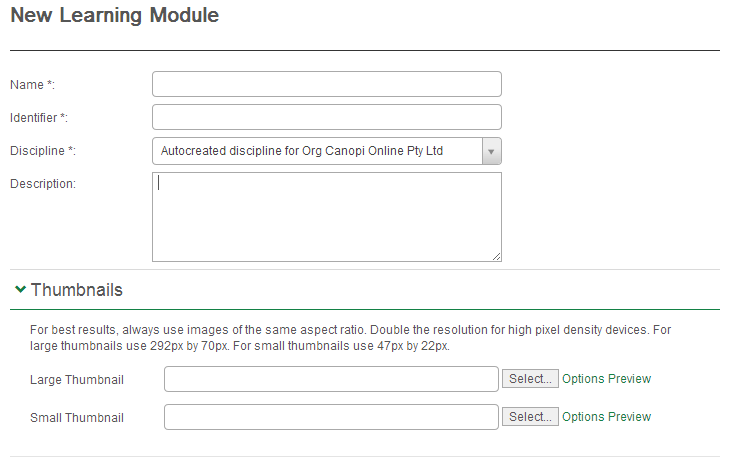 New Learning Module
Name *:
Identifier *:
Discipline *: Autocreated discipline for Org Canopi Online Pty Ltd
Description:
Thumbnails
For best results, always use images of the same aspect ratio. Double the resolution for high pixel density devices. For
large thumbnails use 292px by 70px. For small thumbnails use 47px by 22px.
Large Thumbnail Select... Options Preview
Small Thumbnail Select... Options Preview